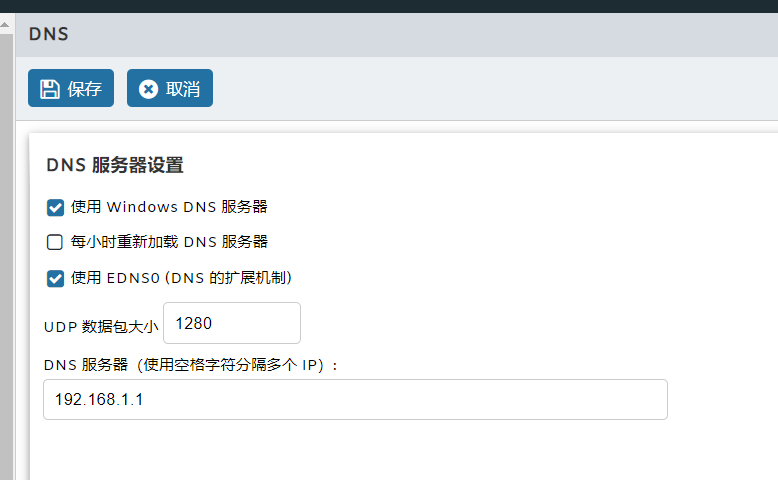 DNS
保存 取消
DNS 服务器设置
使用 Windows DNS 服务器
每小时重新加载 DNS 服务器
使用 EDNS0 (DNS 的扩展机制)
UDP 数据包大小 1280
DNS 服务器（使用空格字符分隔多个 IP）:
192.168.1.1